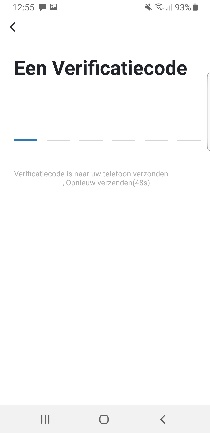 12:55 93%
Een Verificatiecode
Verificatiecode is naar uw telefoon verzonden
,Opnieuw verzenden(48s)